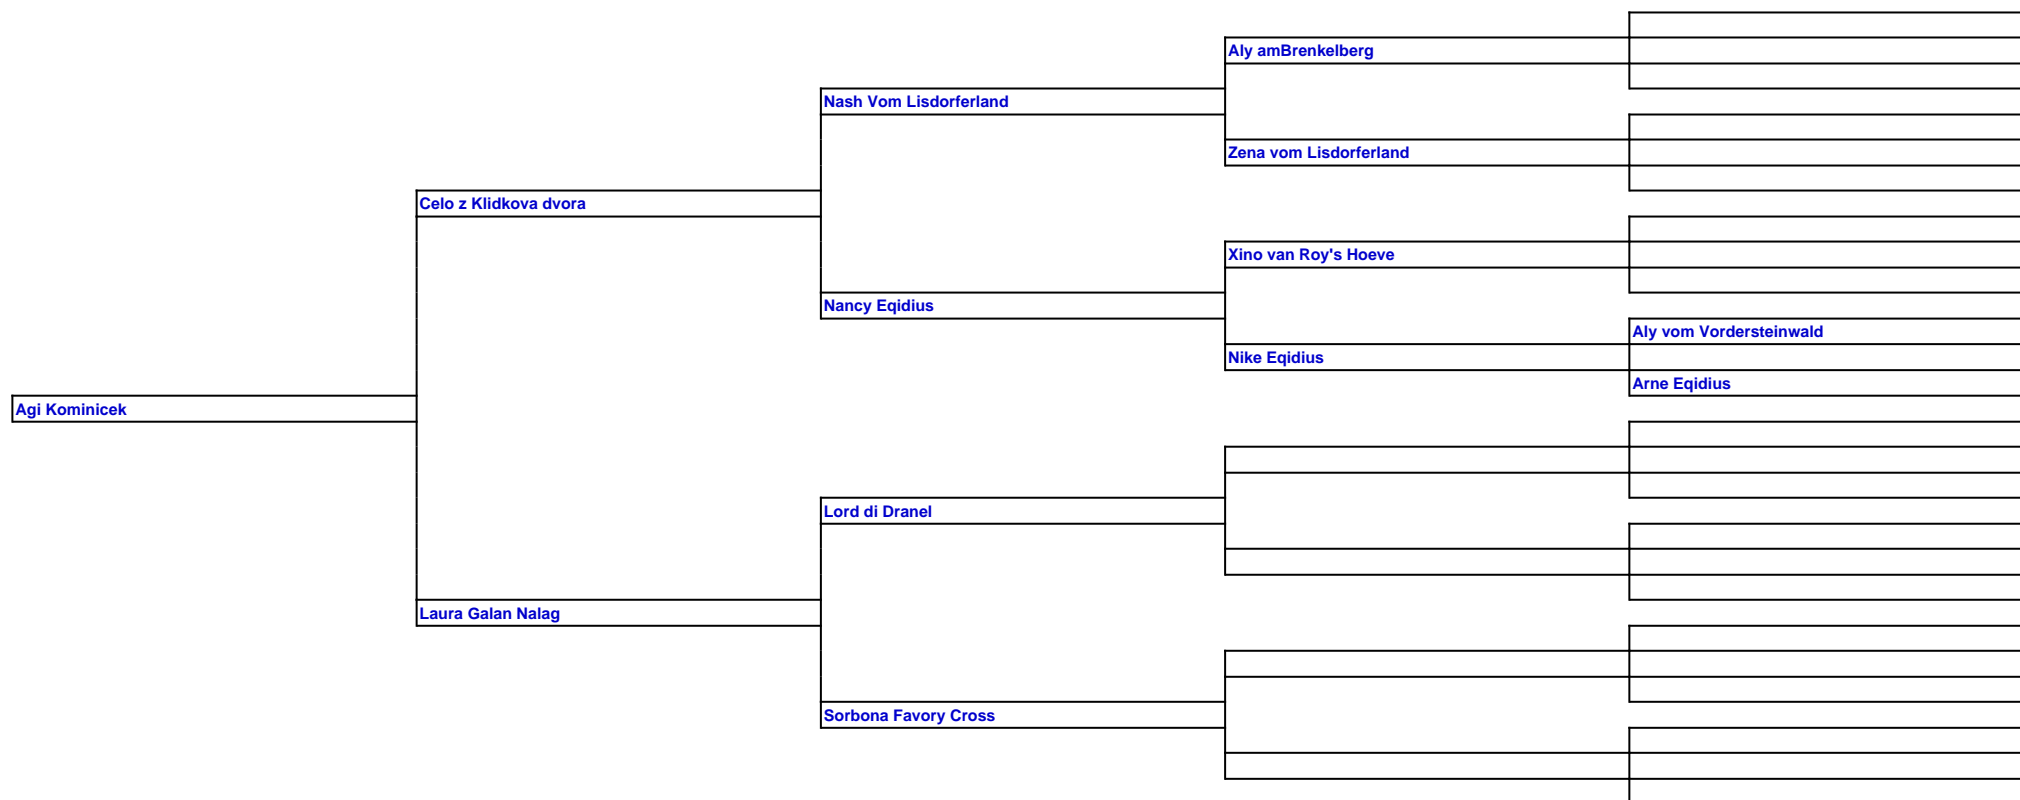 Aly amBrenkelberg
Nash Vom Lisdorferland
Zena vom Lisdorferland
Celo z Klidkova dvora
Xino van Roy's Hoeve
Nancy Eqidius
Aly vom Vordersteinwald
Nike Eqidius
Arne Eqidius
Agi Kominicek
Lord di Dranel
Laura Galan Nalag
Sorbona Favory Cross